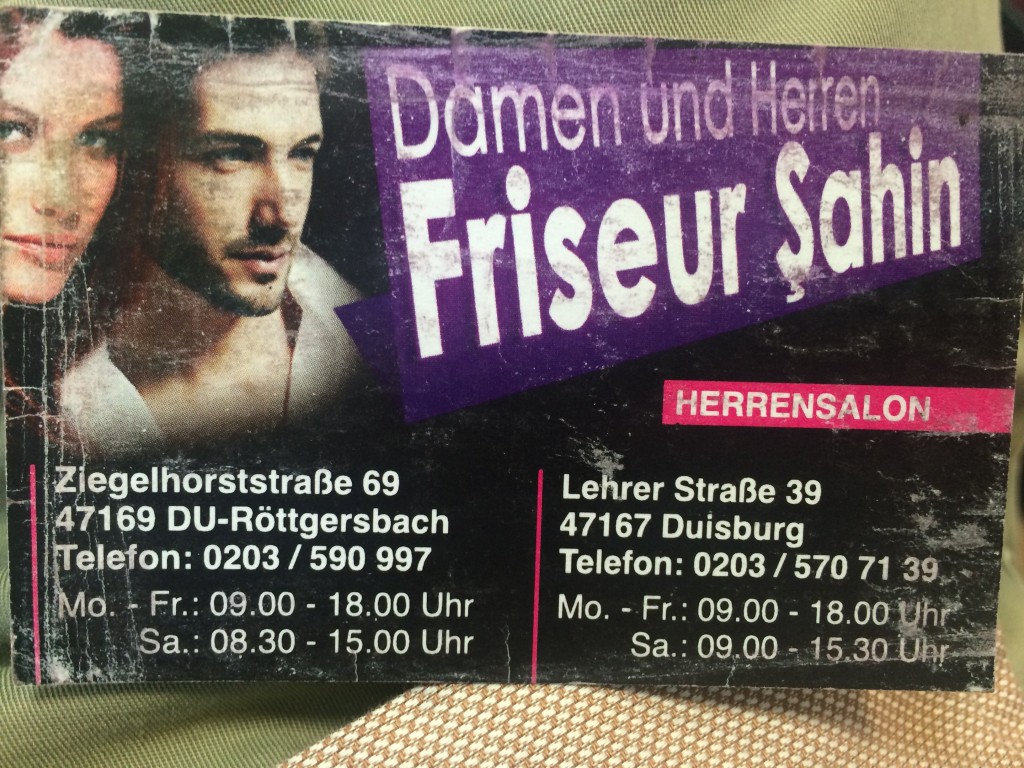 Damen und Herren
Friseur Şahin
HERRENSALON
Ziegelhorststraße 69
47169 DU-Röttgersbach
Telefon: 0203 / 590 997
Mo. - Fr.: 09.00 - 18.00 Uhr
Sa.: 08.30 - 15.00 Uhr
Lehrer Straße 39
47167 Duisburg
Telefon: 0203 / 570 71 39
Mo. - Fr.: 09.00 - 18.00 Uhr
Sa.: 09.00 - 15.30 Uhr